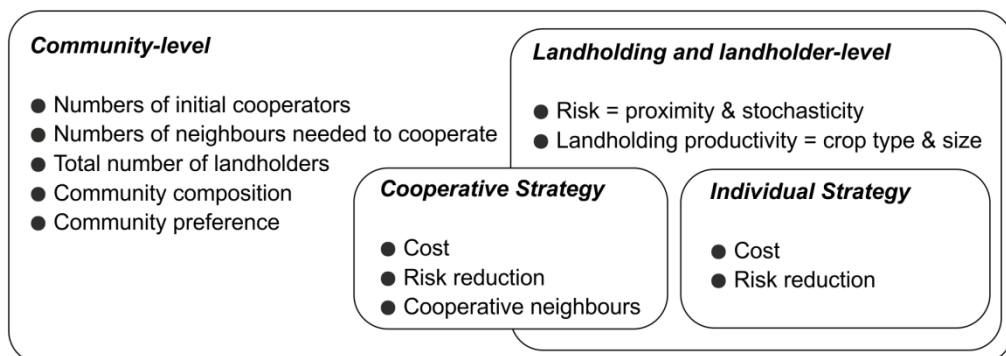 Community-level
● Numbers of initial cooperators
● Numbers of neighbours needed to cooperate
● Total number of landholders
● Community composition
● Community preference
Landholding and landholder-level
● Risk = proximity & stochasticity
● Landholding productivity = crop type & size
Cooperative Strategy
● Cost
● Risk reduction
● Cooperative neighbours
Individual Strategy
● Cost
● Risk reduction